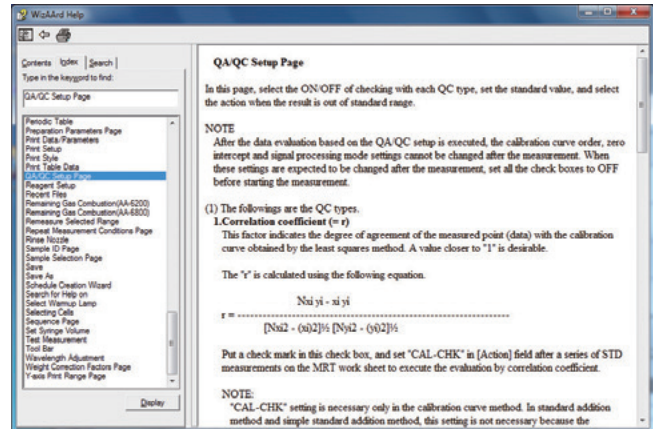 WizAArd Help
Contents Index Search
Type in the keyword to find:
QA/QC Setup Page
Periodic Table
Preparation Parameters Page
Print Data/Parameters
Print Setup
Print Style
Print Table Data
QA/QC Setup Page
Reagent Setup
Recent Files
Remaining Gas Combustion(AA-6200)
Remaining Gas Combustion(AA-6800)
Remeasure Selected Range
Repeat Measurement Conditions Page
Rinse Nozzle
Sample ID Page
Sample Selection Page
Save
Save As
Schedule Creation Wizard
Search for Help on
Select Warmup Lamp
Selecting Cells
Sequence Page
Set Syringe Volume
Test Measurement
Tool Bar
Wavelength Adjustment
Weight Correction Factors Page
Y-axis Print Range Page
Display
QA/QC Setup Page
In this page, select the ON/OFF of checking with each QC type, set the standard value, and select
the action when the result is out of standard range.
NOTE
After the data evaluation based on the QA/QC setup is executed, the calibration curve order, zero
intercept and signal processing mode settings cannot be changed after the measurement. When
these settings are expected to be changed after the measurement, set all the check boxes to OFF
before starting the measurement.
(1) The followings are the QC types.
1.Correlation coefficient (= r)
This factor indicates the degree of agreement of the measured point (data) with the calibration
curve obtained by the least squares method. A value closer to "1" is desirable.
The "r" is calculated using the following equation.
Nxi yi - xi yi
r = --------------------------------------------------------------------
[Nxi2 - (xi)2]½ [Nyi2 - (yi)2]½
Put a check mark in this check box, and set "CAL-CHK" in [Action] field after a series of STD
measurements on the MRT work sheet to execute the evaluation by correlation coefficient.
NOTE:
"CAL-CHK" setting is necessary only in the calibration curve method. In standard addition
method and simple standard addition method, this setting is not necessary because the